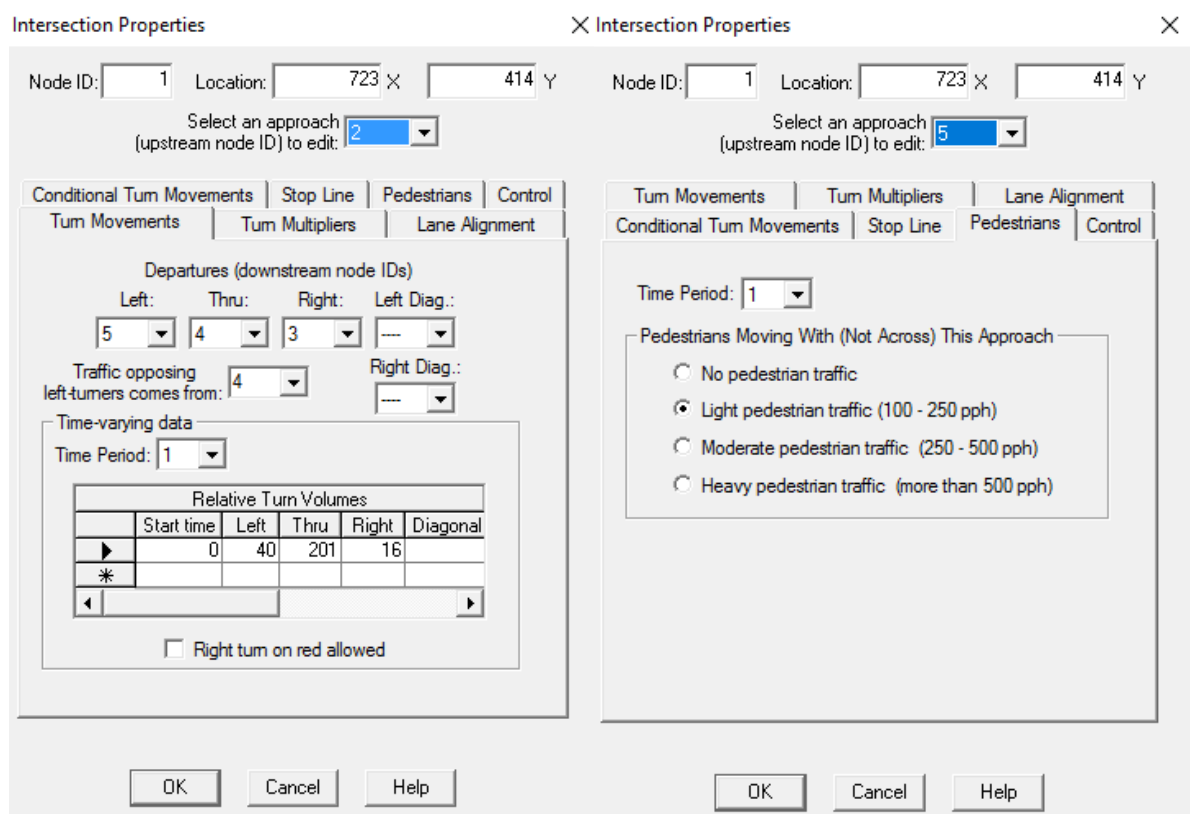 Intersection Properties
Node ID: 1 Location: 723 X 414 Y
Select an approach
(upstream node ID) to edit: 2
Conditional Turn Movements Stop Line Pedestrians Control
Turn Movements Turn Multipliers Lane Alignment
Departures (downstream node IDs)
Left: Thru: Right: Left Diag.:
5 4 3 ----
Traffic opposing
left-turners comes from: 4
Right Diag.:
----
Time-varying data
Time Period: 1
Relative Turn Volumes
Start time Left Thru Right Diagonal
0 40 201 16
Right turn on red allowed
OK Cancel Help
Intersection Properties
Node ID: 1 Location: 723 X 414 Y
Select an approach
(upstream node ID) to edit: 5
Turn Movements Turn Multipliers Lane Alignment
Conditional Turn Movements Stop Line Pedestrians Control
Time Period: 1
Pedestrians Moving With (Not Across) This Approach
No pedestrian traffic
Light pedestrian traffic (100 - 250 pph)
Moderate pedestrian traffic (250 - 500 pph)
Heavy pedestrian traffic (more than 500 pph)
OK Cancel Help